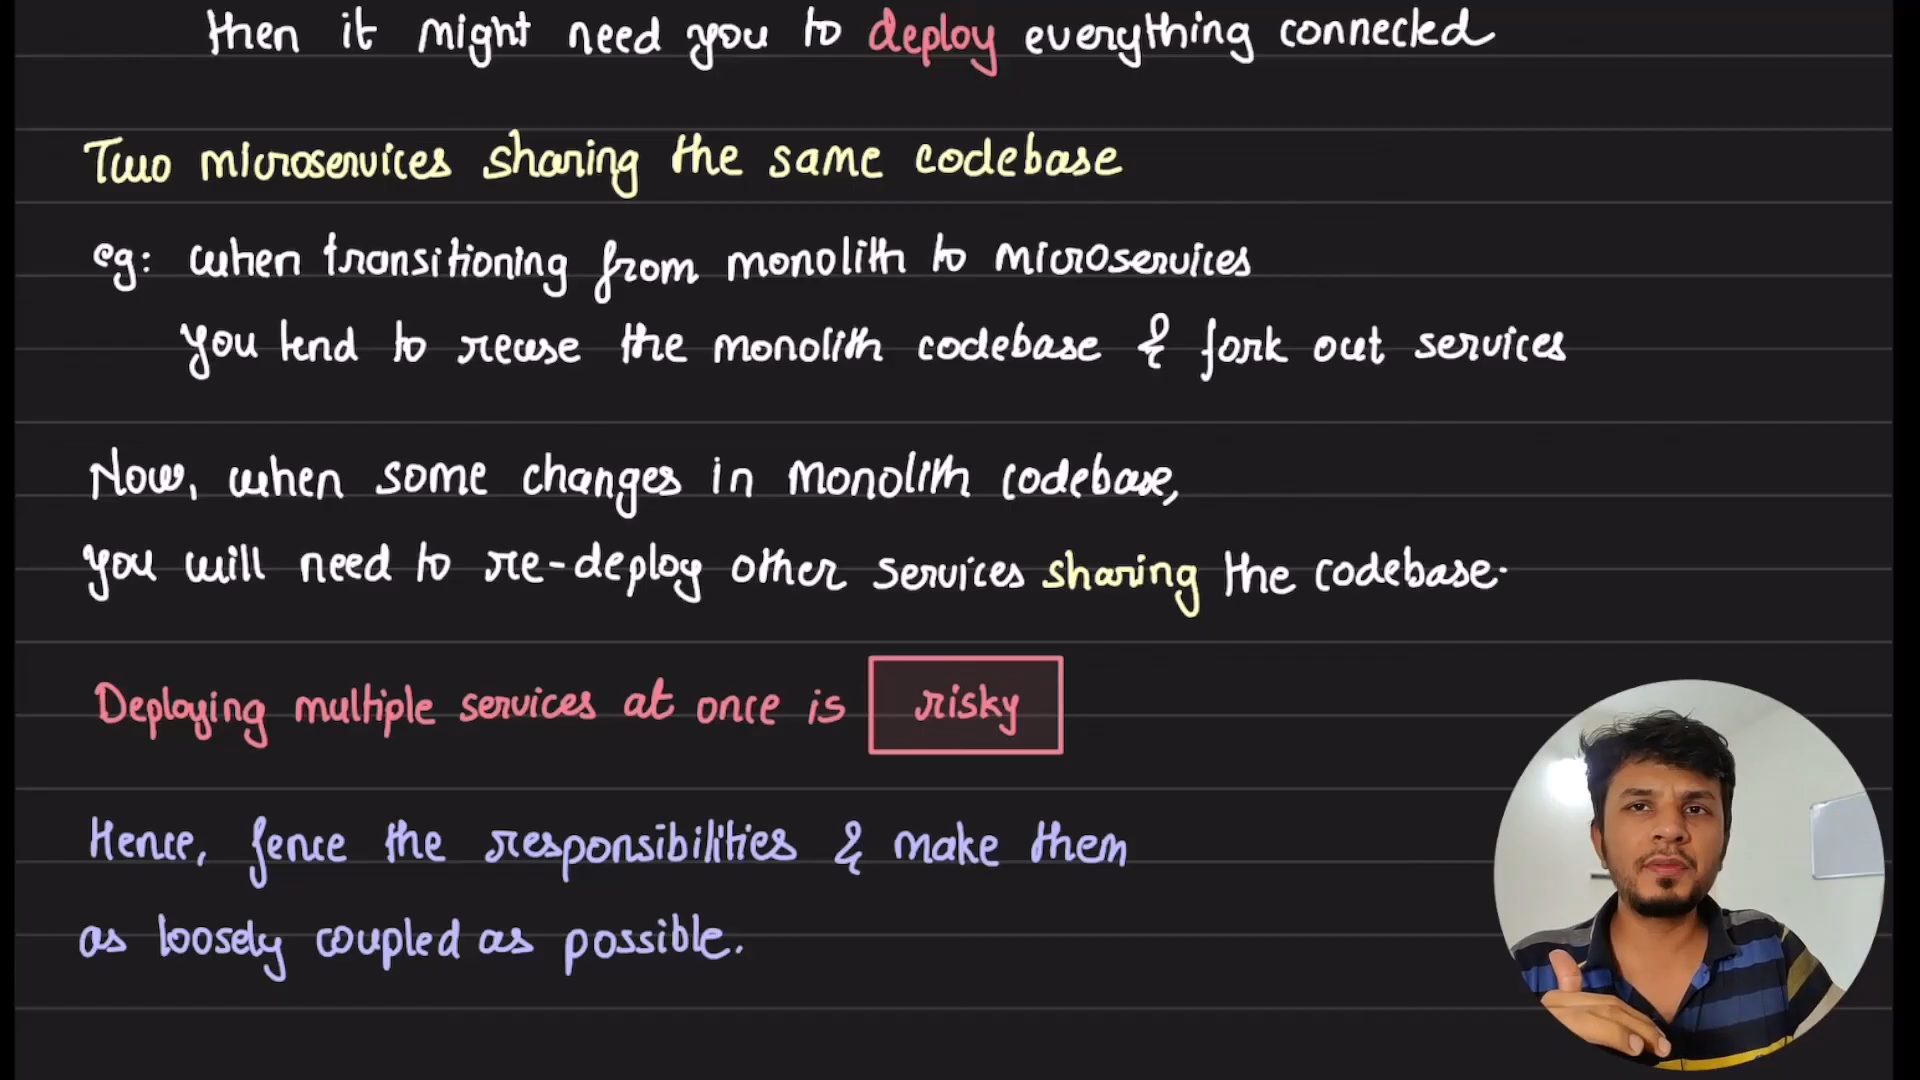 then it might need you to deploy everything connected
Two microservices sharing the same codebase
eg: when transitioning from monolith to microservices
you tend to reuse the monolith codebase & fork out services
Now, when some changes in monolith codebase,
you will need to re-deploy other services sharing the codebase.
Deploying multiple services at once is risky
Hence, fence the responsibilities & make them
as loosely coupled as possible.